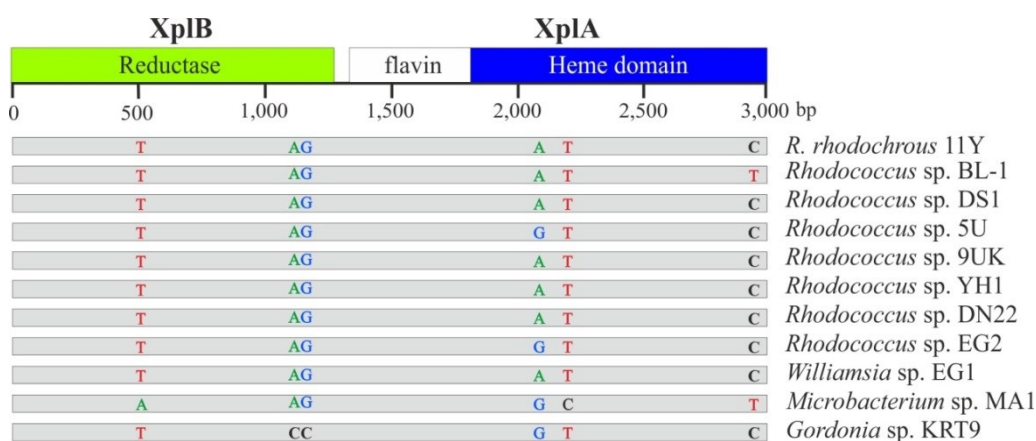 XplB XplA
Reductase flavin Heme domain
0 500 1,000 1,500 2,000 2,500 3,000 bp
T AG A T C R. rhodochrous 11Y
T AG A T T Rhodococcus sp. BL-1
T AG A T C Rhodococcus sp. DS1
T AG G T C Rhodococcus sp. 5U
T AG A T C Rhodococcus sp. 9UK
T AG A T C Rhodococcus sp. YH1
T AG A T C Rhodococcus sp. DN22
T AG G T C Rhodococcus sp. EG2
T AG A T C Williamsia sp. EG1
A AG G C T Microbacterium sp. MA1
T CC G T C Gordonia sp. KRT9